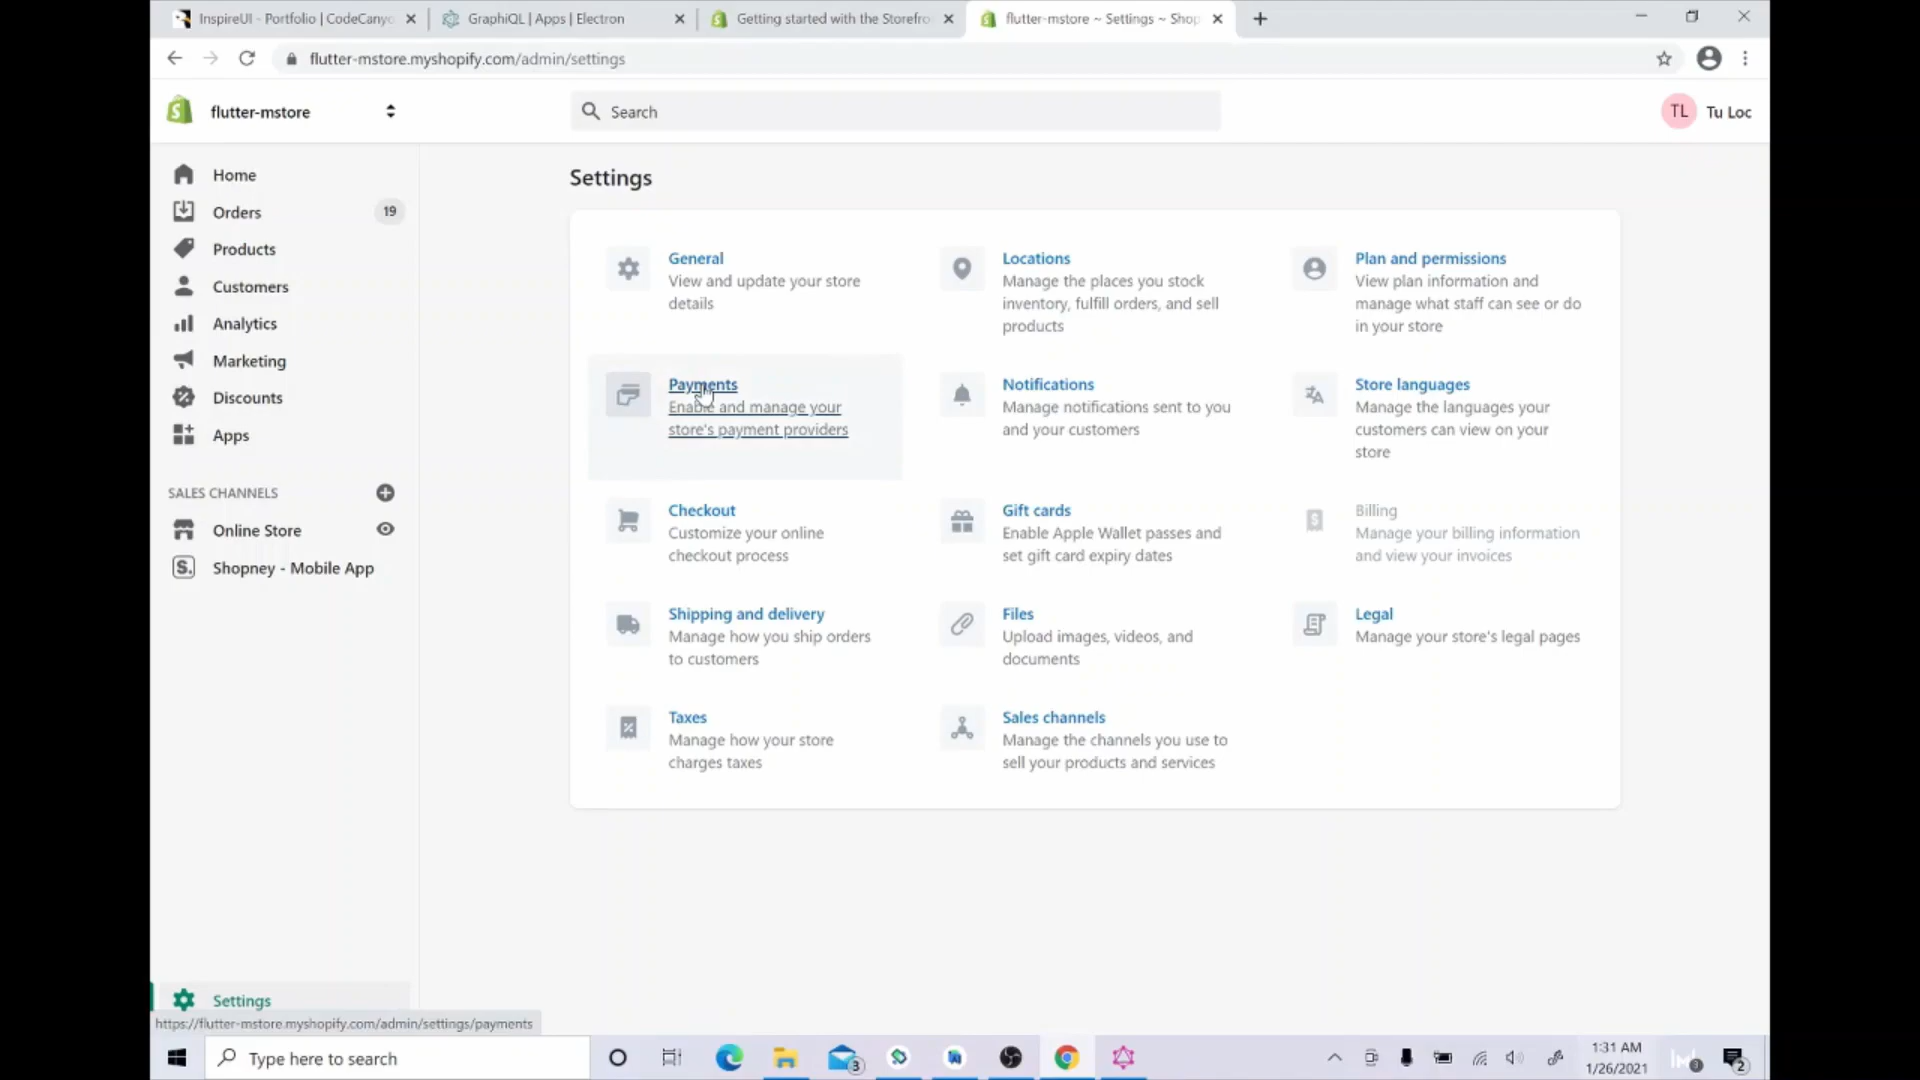 InspireUI - Portfolio | CodeCanyo
GraphiQL | Apps | Electron
Getting started with the Storefro
flutter-mstore ~ Settings ~ Shop
flutter-mstore.myshopify.com/admin/settings
flutter-mstore
Search
TL
Tu Loc
Home
Orders
19
Products
Customers
Analytics
Marketing
Discounts
Apps
SALES CHANNELS
Online Store
S. Shopney - Mobile App
Settings
https://flutter-mstore.myshopify.com/admin/settings/payments
Settings
General
View and update your store
details
Locations
Manage the places you stock
inventory, fulfill orders, and sell
products
Plan and permissions
View plan information and
manage what staff can see or do
in your store
Payments
Enable and manage your
store's payment providers
Notifications
Manage notifications sent to you
and your customers
Store languages
Manage the languages your
customers can view on your
store
Checkout
Customize your online
checkout process
Gift cards
Enable Apple Wallet passes and
set gift card expiry dates
Billing
Manage your billing information
and view your invoices
Shipping and delivery
Manage how you ship orders
to customers
Files
Upload images, videos, and
documents
Legal
Manage your store's legal pages
Taxes
Manage how your store
charges taxes
Sales channels
Manage the channels you use to
sell your products and services
Type here to search
3
1:31 AM
1/26/2021
2